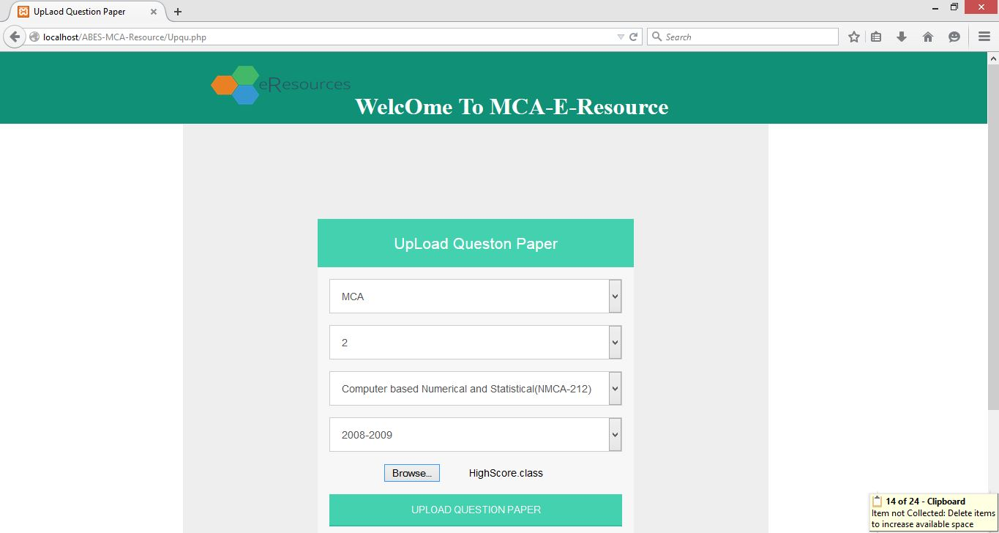 UpLaod Question Paper
localhost/ABES-MCA-Resource/Upqu.php
Search
eResources
WelcOme To MCA-E-Resource
UpLoad Queston Paper
MCA
2
Computer based Numerical and Statistical(NMCA-212)
2008-2009
Browse... HighScore.class
UPLOAD QUESTION PAPER
14 of 24 - Clipboard
Item not Collected: Delete items
to increase available space